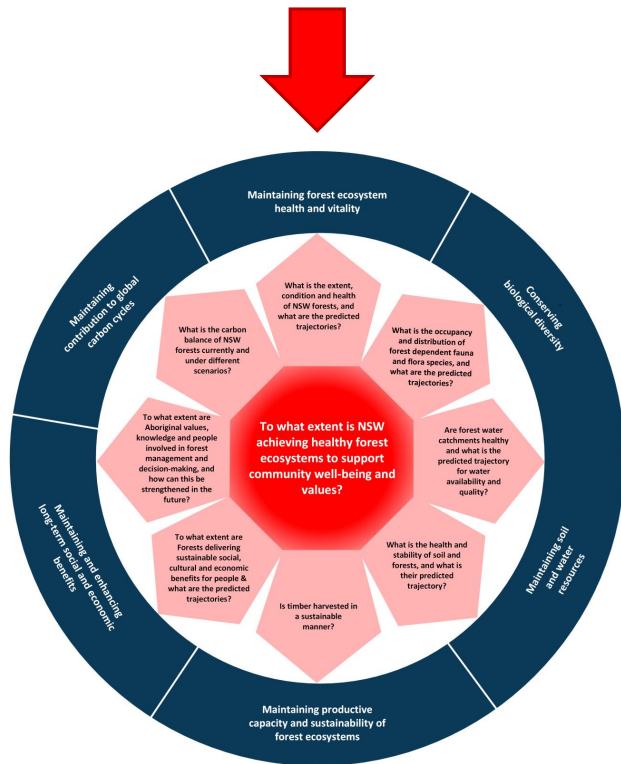 Maintaining forest ecosystem
health and vitality
Conserving
biological diversity
Maintaining soil
and water
resources
Maintaining productive
capacity and sustainability of
forest ecosystems
Maintaining and enhancing
long-term social and economic
benefits
Maintaining
contribution to global
carbon cycles
What is the extent,
condition and health
of NSW forests, and
what are the predicted
trajectories?
What is the occupancy
and distribution of
forest dependent fauna
and flora species, and
what are the predicted
trajectories?
Are forest water
catchments healthy
and what is the
predicted trajectory
for water
availability and
quality?
What is the health and
stability of soil and
forests, and what is
their predicted
trajectory?
Is timber harvested in
a sustainable
manner?
To what extent are
Forests delivering
sustainable social,
cultural and economic
benefits for people &
what are the predicted
trajectories?
To what extent are
Aboriginal values,
knowledge and people
involved in forest
management and
decision-making, and
how can this be
strengthened in the
future?
What is the carbon
balance of NSW
forests currently and
under different
scenarios?
To what extent is NSW
achieving healthy forest
ecosystems to support
community well-being and
values?